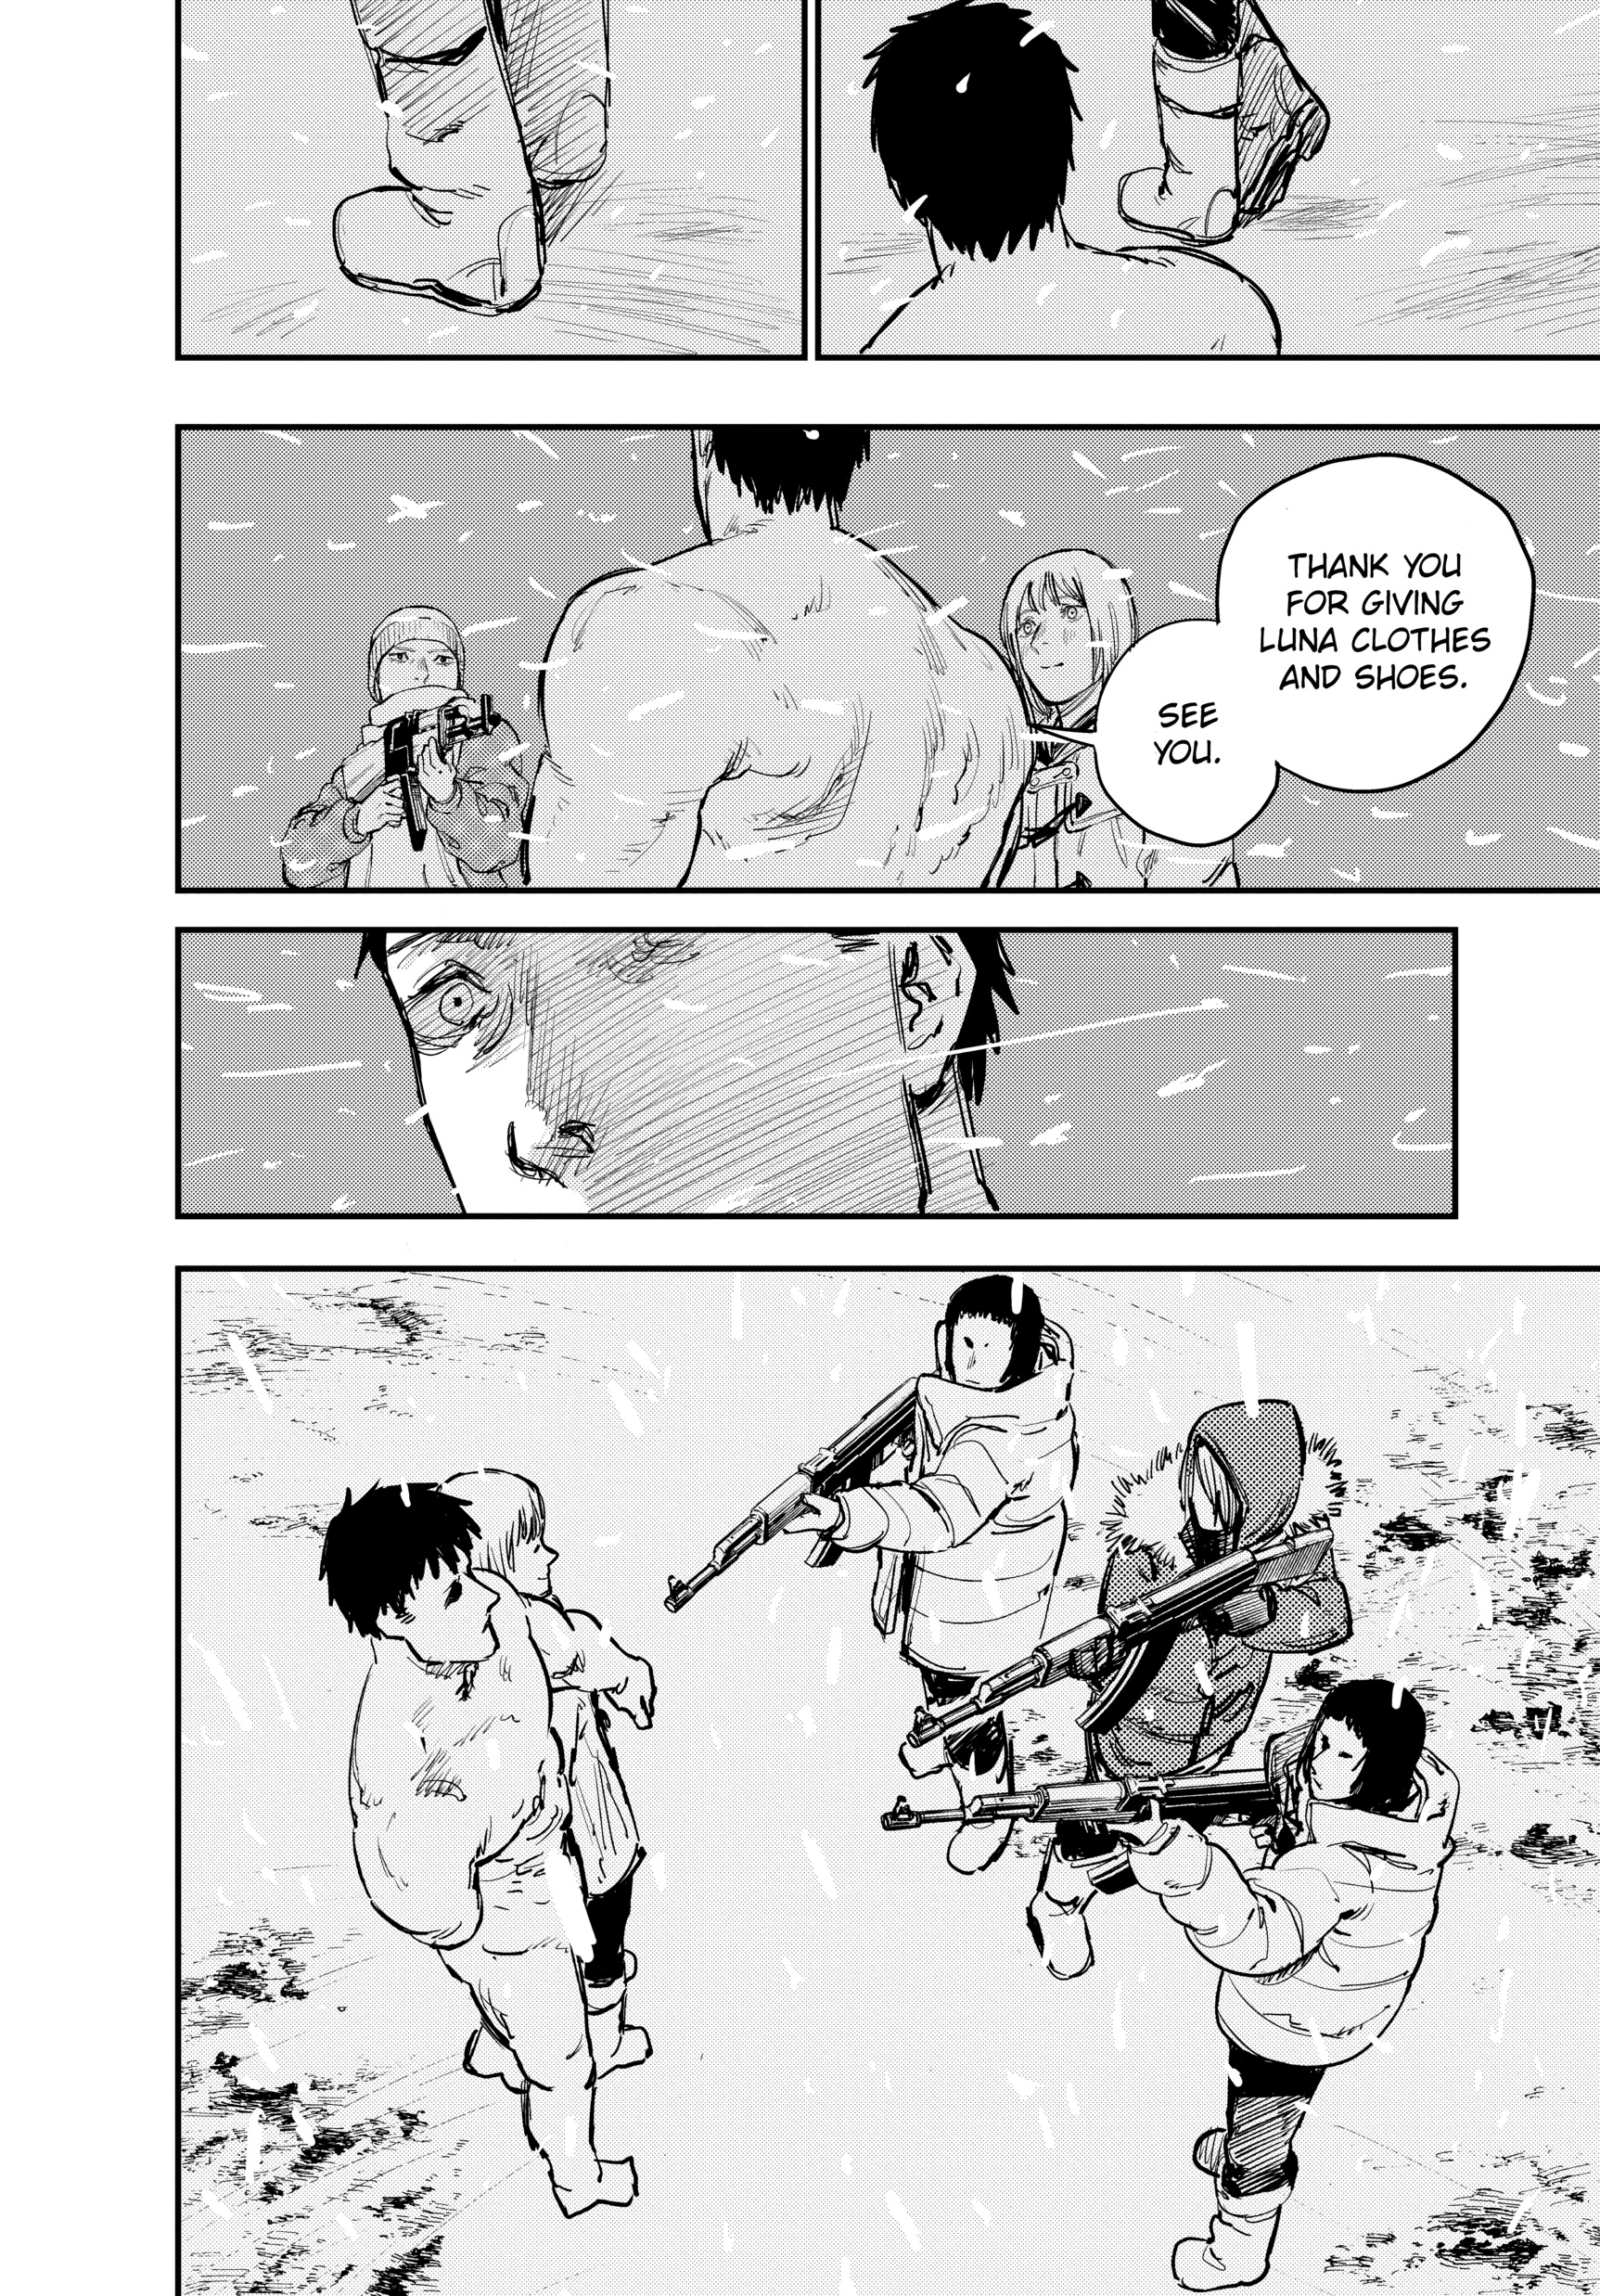 THANK YOU
FOR GIVING
LUNA CLOTHES
AND SHOES.
SEE
YOU.